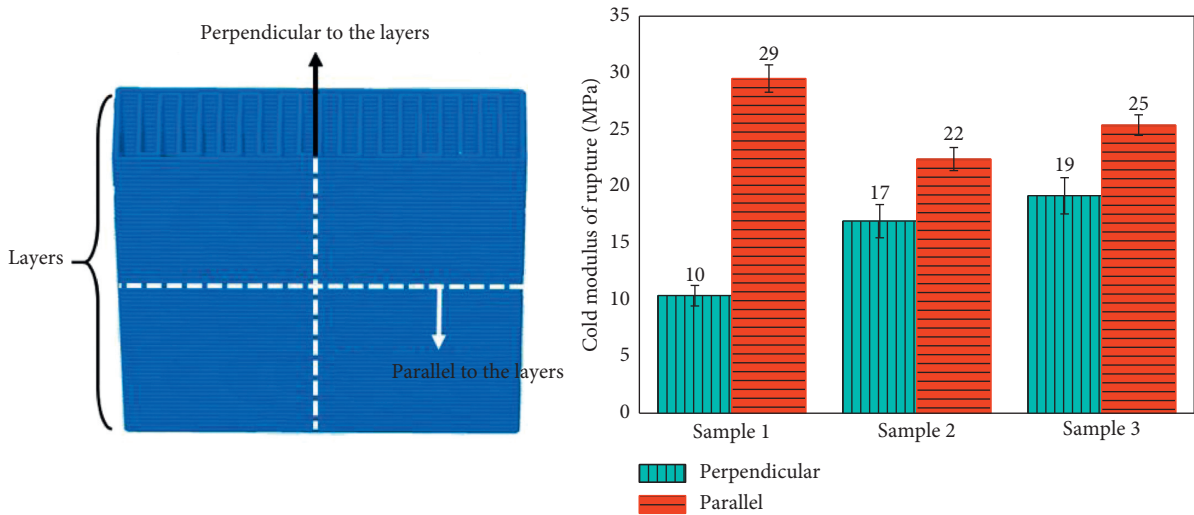 Perpendicular to the layers
Layers
Parallel to the layers
Cold modulus of rupture (MPa)
35
30
25
20
15
10
5
0
10
29
17
22
19
25
Sample 1
Sample 2
Sample 3
Perpendicular
Parallel